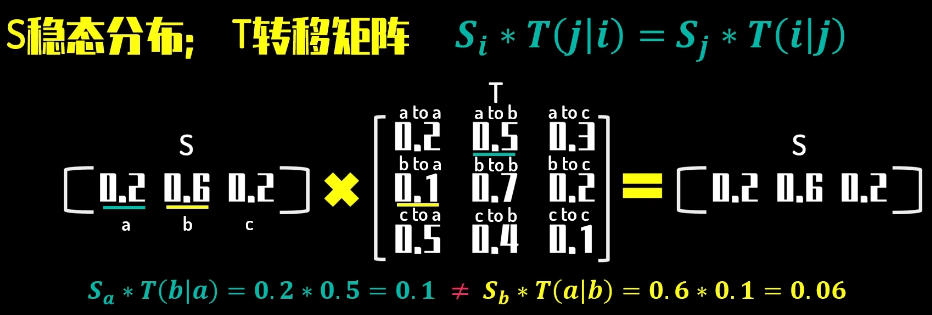 S稳态分布; T转移矩阵 S_i * T(j|i) = S_j * T(i|j)
T
a to a a to b a to c
S 0.2 0.5 0.3 S
b to a b to b b to c
[0.2 0.6 0.2] × 0.1 0.7 0.2 = [0.2 0.6 0.2]
a b c c to a c to b c to c
0.5 0.4 0.1
S_a * T(b|a) = 0.2 * 0.5 = 0.1 ≠ S_b * T(a|b) = 0.6 * 0.1 = 0.06